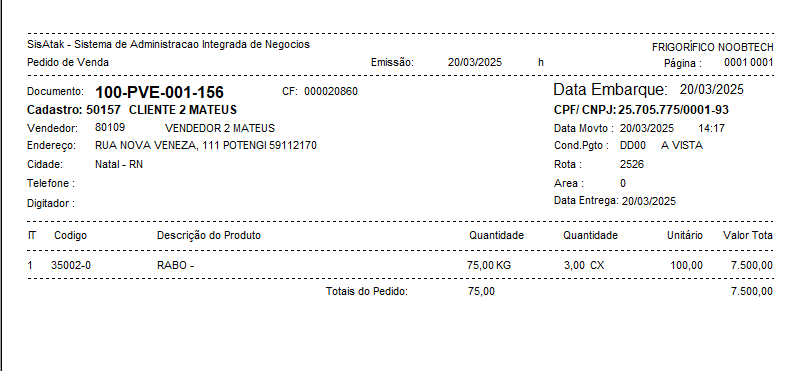 SisAtak - Sistema de Administracao Integrada de Negocios FRIGORÍFICO NOOBTECH
Pedido de Venda Emissão: 20/03/2025 h Página : 0001 0001
Documento: 100-PVE-001-156 CF: 000020860 Data Embarque: 20/03/2025
Cadastro: 50157 CLIENTE 2 MATEUS CPF/ CNPJ: 25.705.775/0001-93
Vendedor: 80109 VENDEDOR 2 MATEUS Data Movto : 20/03/2025 14:17
Endereço: RUA NOVA VENEZA, 111 POTENGI 59112170 Cond.Pgto : DD00 A VISTA
Cidade: Natal - RN Rota : 2526
Telefone : Area : 0
Digitador : Data Entrega: 20/03/2025
IT Codigo Descrição do Produto Quantidade Quantidade Unitário Valor Tota
1 35002-0 RABO - 75,00 KG 3,00 CX 100,00 7.500,00
Totais do Pedido: 75,00 7.500,00